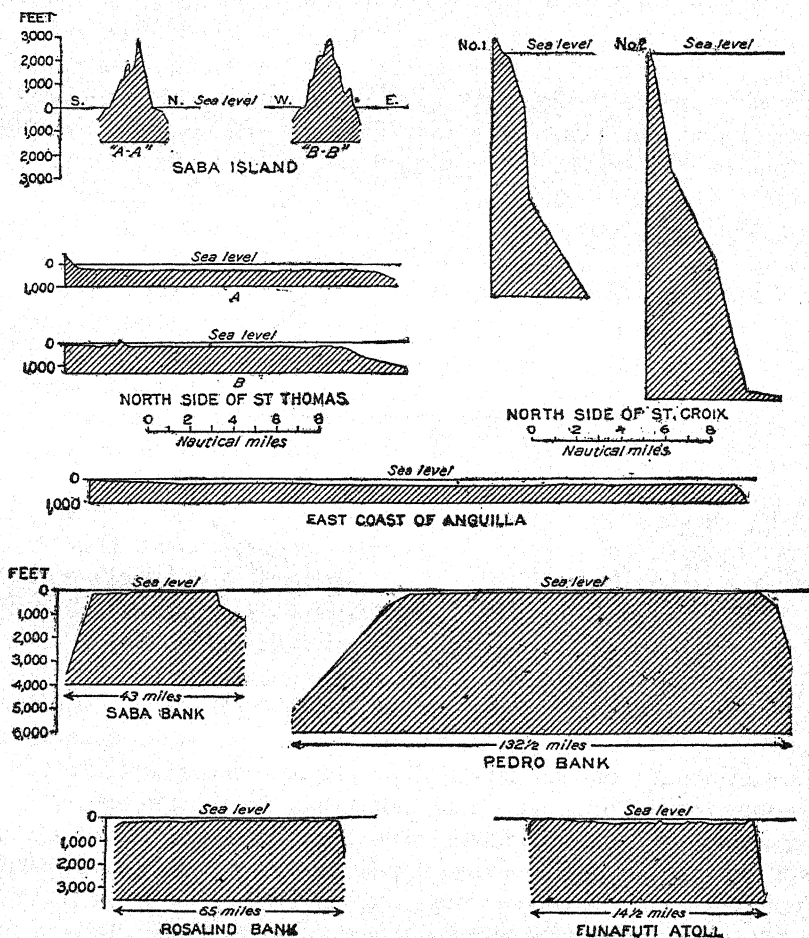 FEET
3,000
2,000
1,000
0
1,000
2,000
3,000
S. N. Sea level W. E.
"A-A" "B-B"
SABA ISLAND
No.1. Sea level No.2. Sea level
Sea level
0
1,000
A
Sea level
0
1,000
B
NORTH SIDE OF ST THOMAS.
0 2 4 6 8
Nautical miles
NORTH SIDE OF ST. CROIX
0 2 4 6 8
Nautical miles.
Sea level
0
1,000
EAST COAST OF ANGUILLA
FEET
Sea level Sea level
0
1,000
2,000
3,000
4,000
5,000
6,000
43 miles
SABA BANK
132 1/2 miles
PEDRO BANK
Sea level Sea level
0
1,000
2,000
3,000
65 miles 14 1/2 miles
ROSALIND BANK FUNAFUTI ATOLL